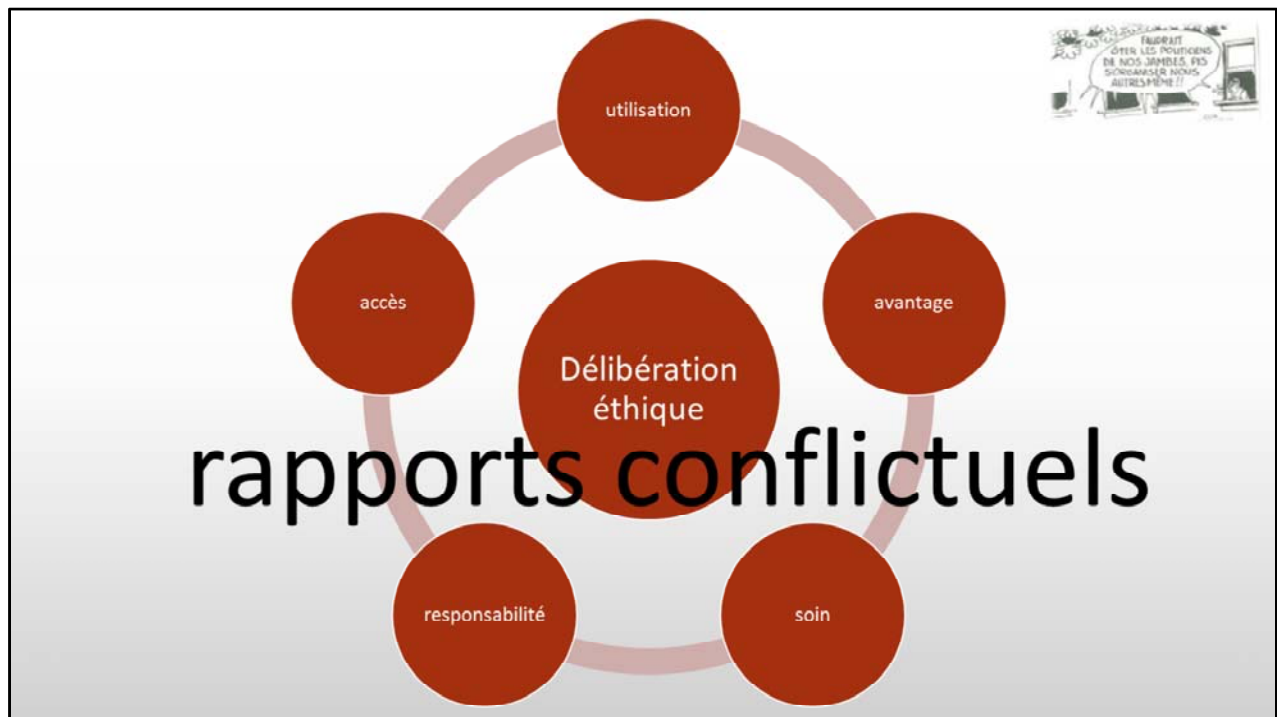 utilisation
FAUDRAIT
ÔTER LES POLITICIENS
DE NOS JAMBES, PIS
S'ORGANISER NOUS
AUTRES MÊME!!
accès
avantage
Délibération
éthique
rapports conflictuels
responsabilité
soin